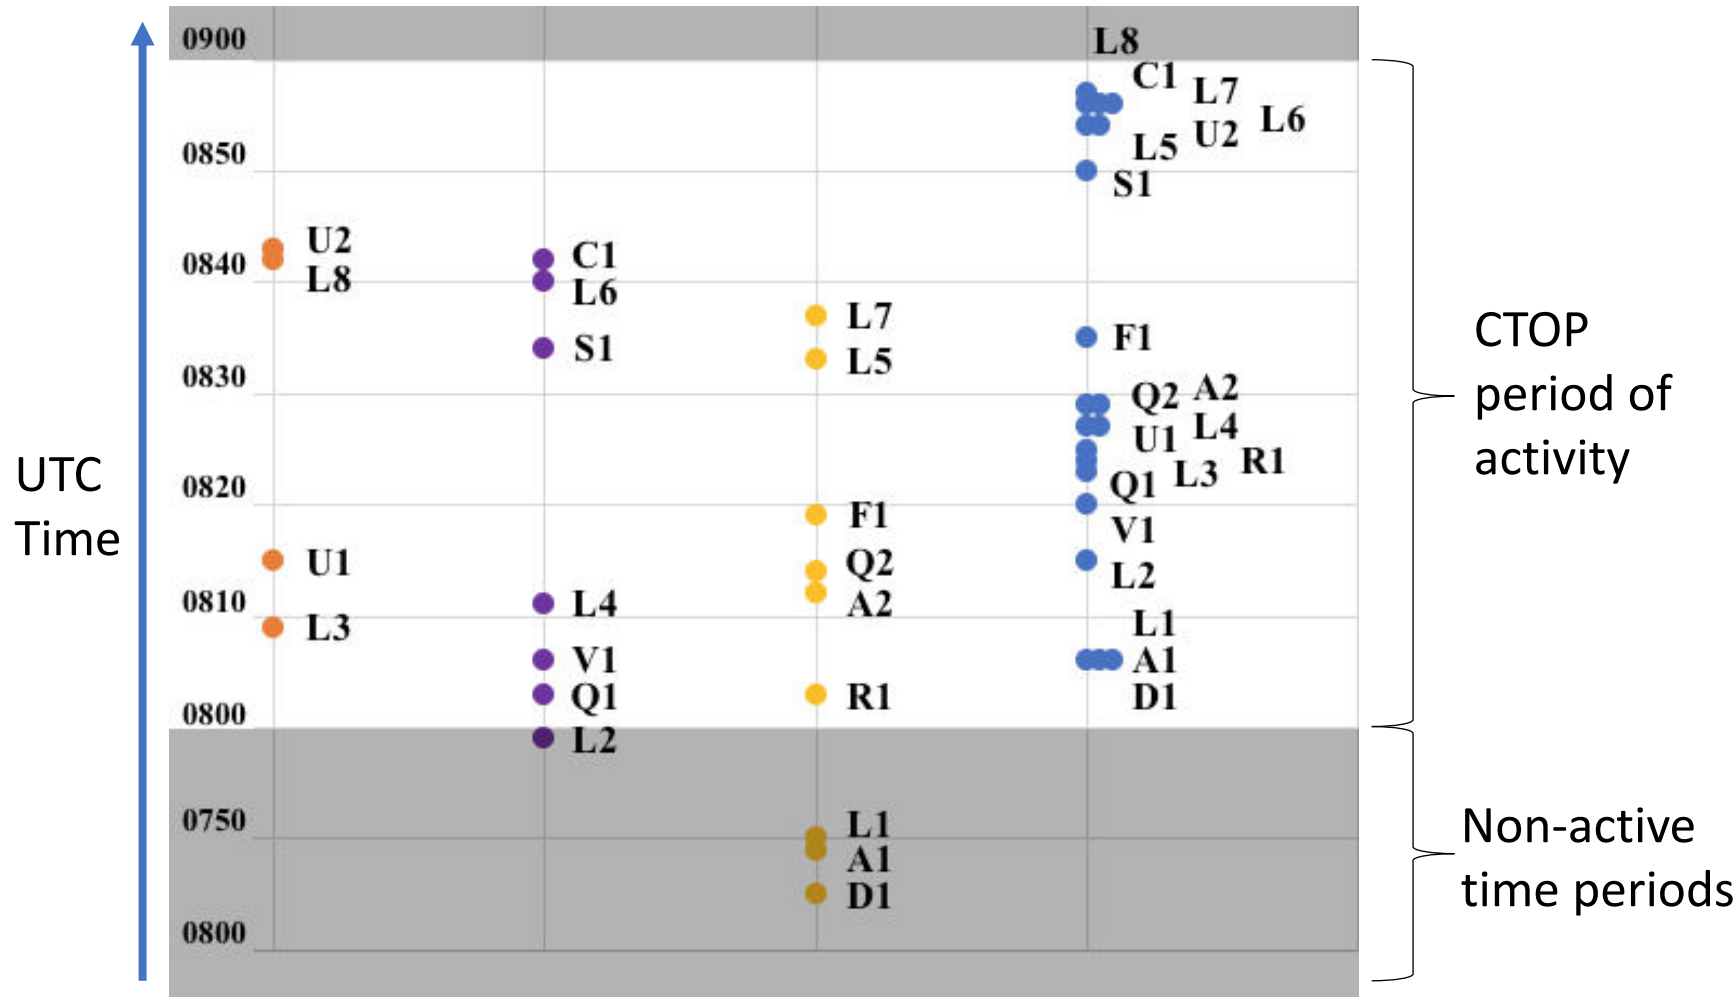 0900
L8
C1
L7
L6
U2
L5
0850
S1
U2
C1
0840
L8
L6
L7
F1
CTOP
period of
activity
S1
L5
0830
Q2
A2
U1
L4
R1
L3
Q1
UTC
Time
0820
F1
V1
U1
Q2
L2
0810
L4
A2
L1
L3
V1
A1
Q1
R1
D1
0800
L2
0750
L1
A1
D1
Non-active
time periods
0800